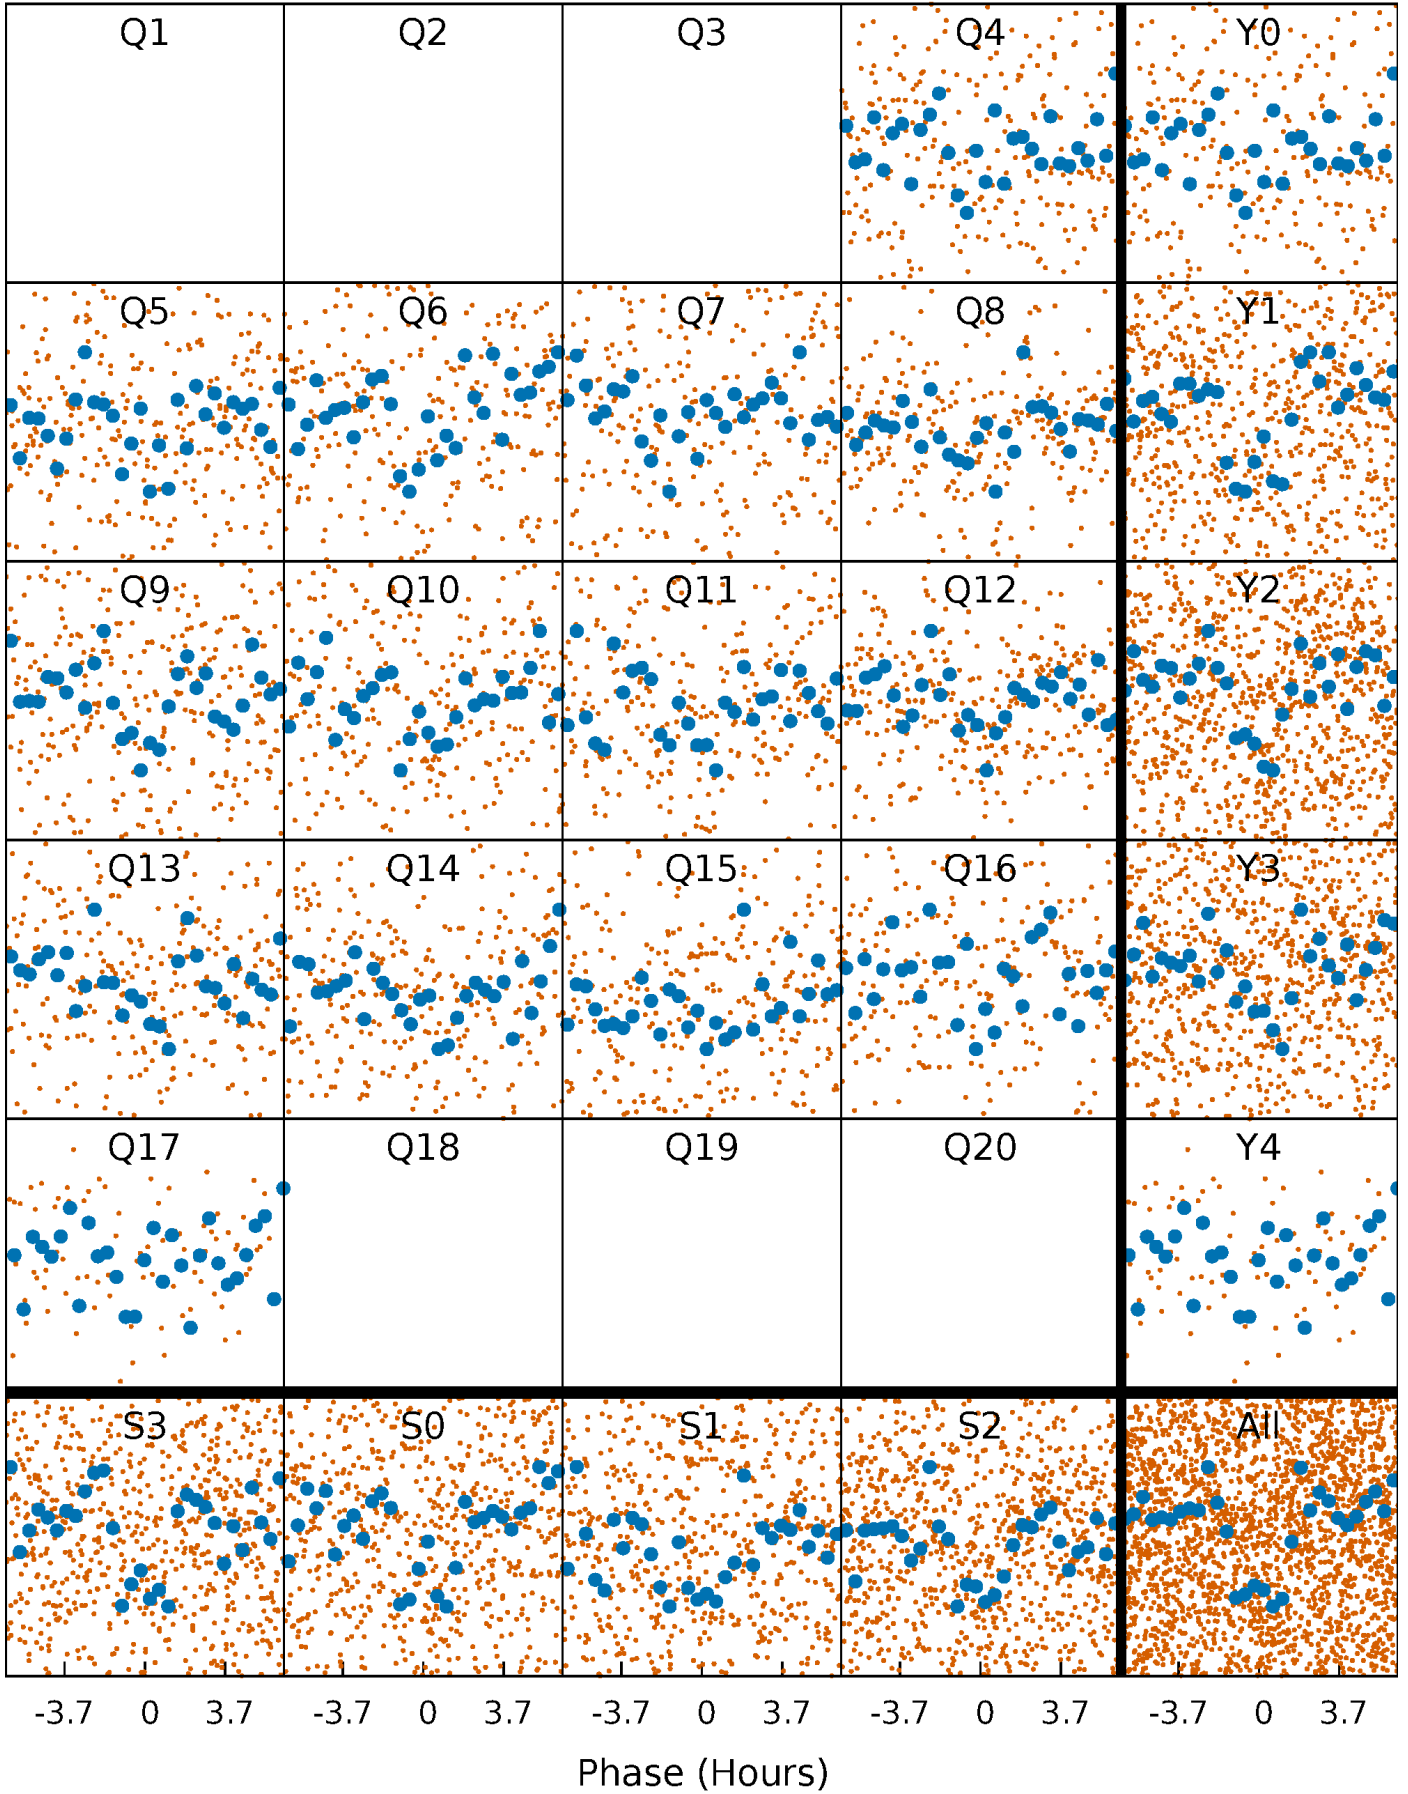 Q1 Q2 Q3 Q4 Y0
Q5 Q6 Q7 Q8 Y1
Q9 Q10 Q11 Q12 Y2
Q13 Q14 Q15 Q16 Y3
Q17 Q18 Q19 Q20 Y4
S3 S0 S1 S2 All
-3.7 0 3.7 -3.7 0 3.7 -3.7 0 3.7 -3.7 0 3.7 -3.7 0 3.7
Phase (Hours)